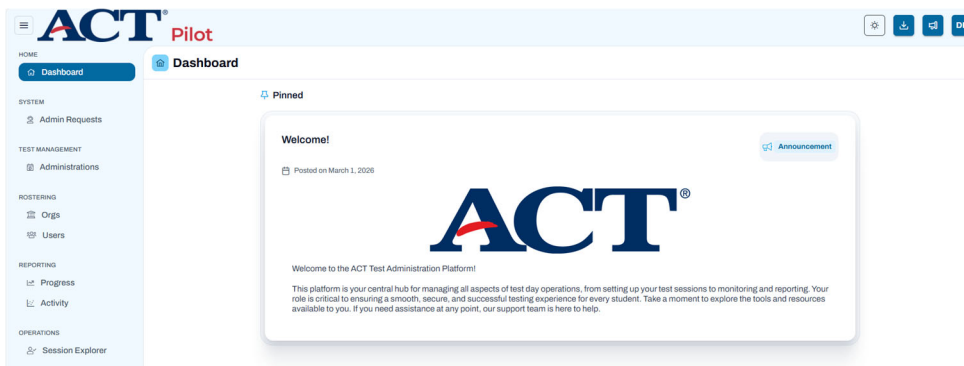 ACT® Pilot
HOME
Dashboard
SYSTEM
Admin Requests
TEST MANAGEMENT
Administrations
ROSTERING
Orgs
Users
REPORTING
Progress
Activity
OPERATIONS
Session Explorer
Dashboard
Pinned
Welcome!
Announcement
Posted on March 1, 2026
ACT®
Welcome to the ACT Test Administration Platform!
This platform is your central hub for managing all aspects of test day operations, from setting up your test sessions to monitoring and reporting. Your
role is critical to ensuring a smooth, secure, and successful testing experience for every student. Take a moment to explore the tools and resources
available to you. If you need assistance at any point, our support team is here to help.